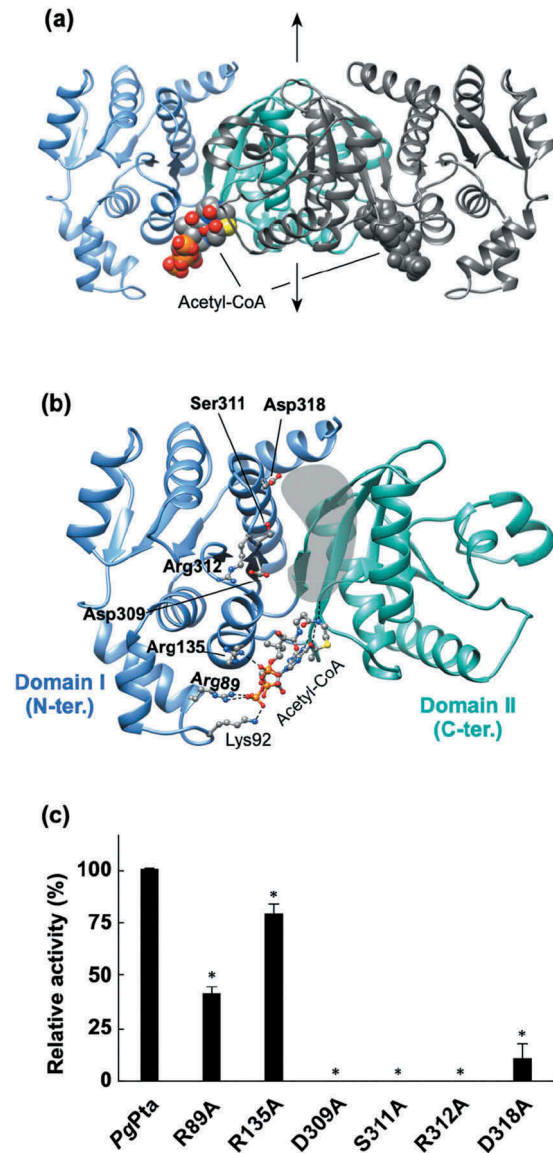 (a)
Acetyl-CoA
(b)
Ser311 Asp318
Arg312
Asp309
Arg135
Arg89
Domain I
(N-ter.)
Lys92
Acetyl-CoA
Domain II
(C-ter.)
(c)
Relative activity (%)
100
75
50
25
0
* * * * * *
PgPta R89A R135A D309A S311A R312A D318A